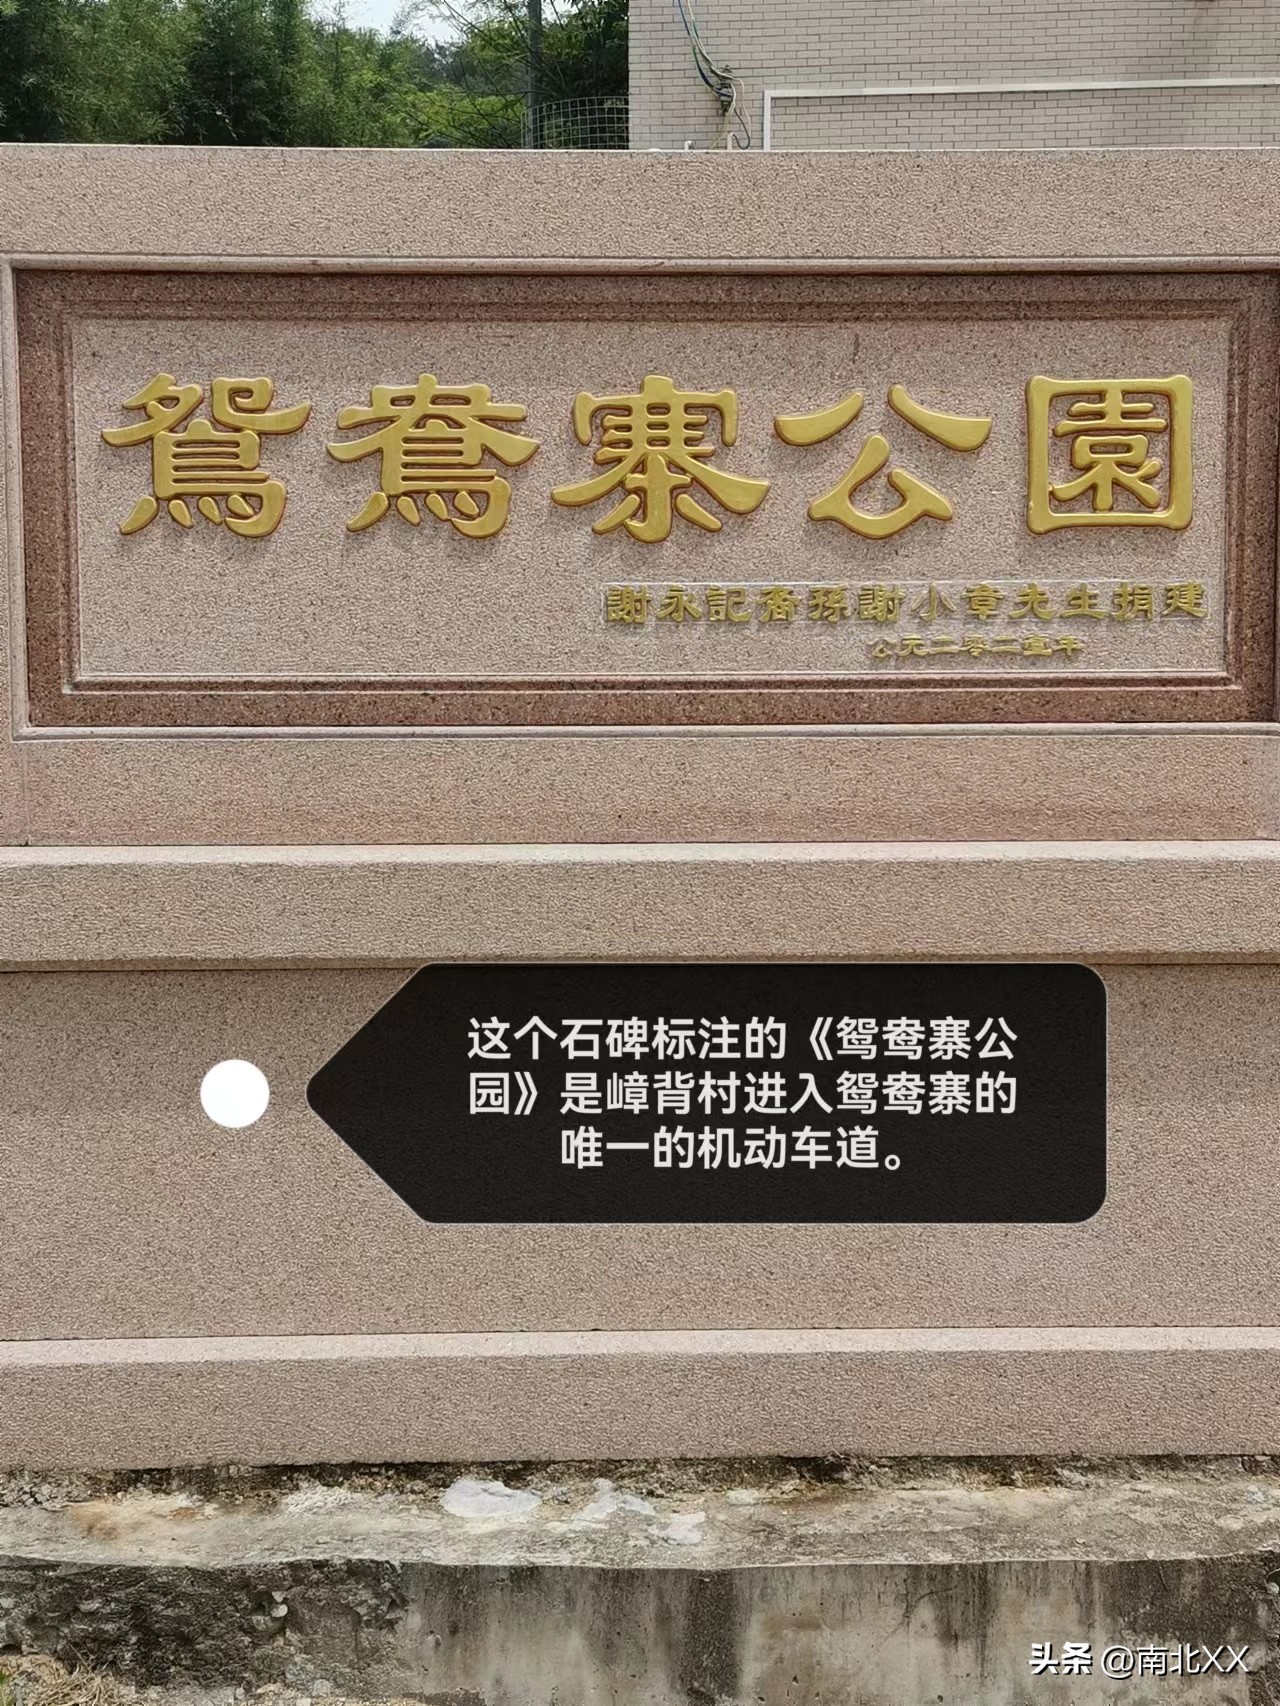 鴛鴦寨公園
謝永記裔孫謝小章先生捐建
公元二零二壹年
这个石碑标注的《鸳鸯寨公
园》是嶂背村进入鸳鸯寨的
唯一的机动车道。
头条 @南北XX